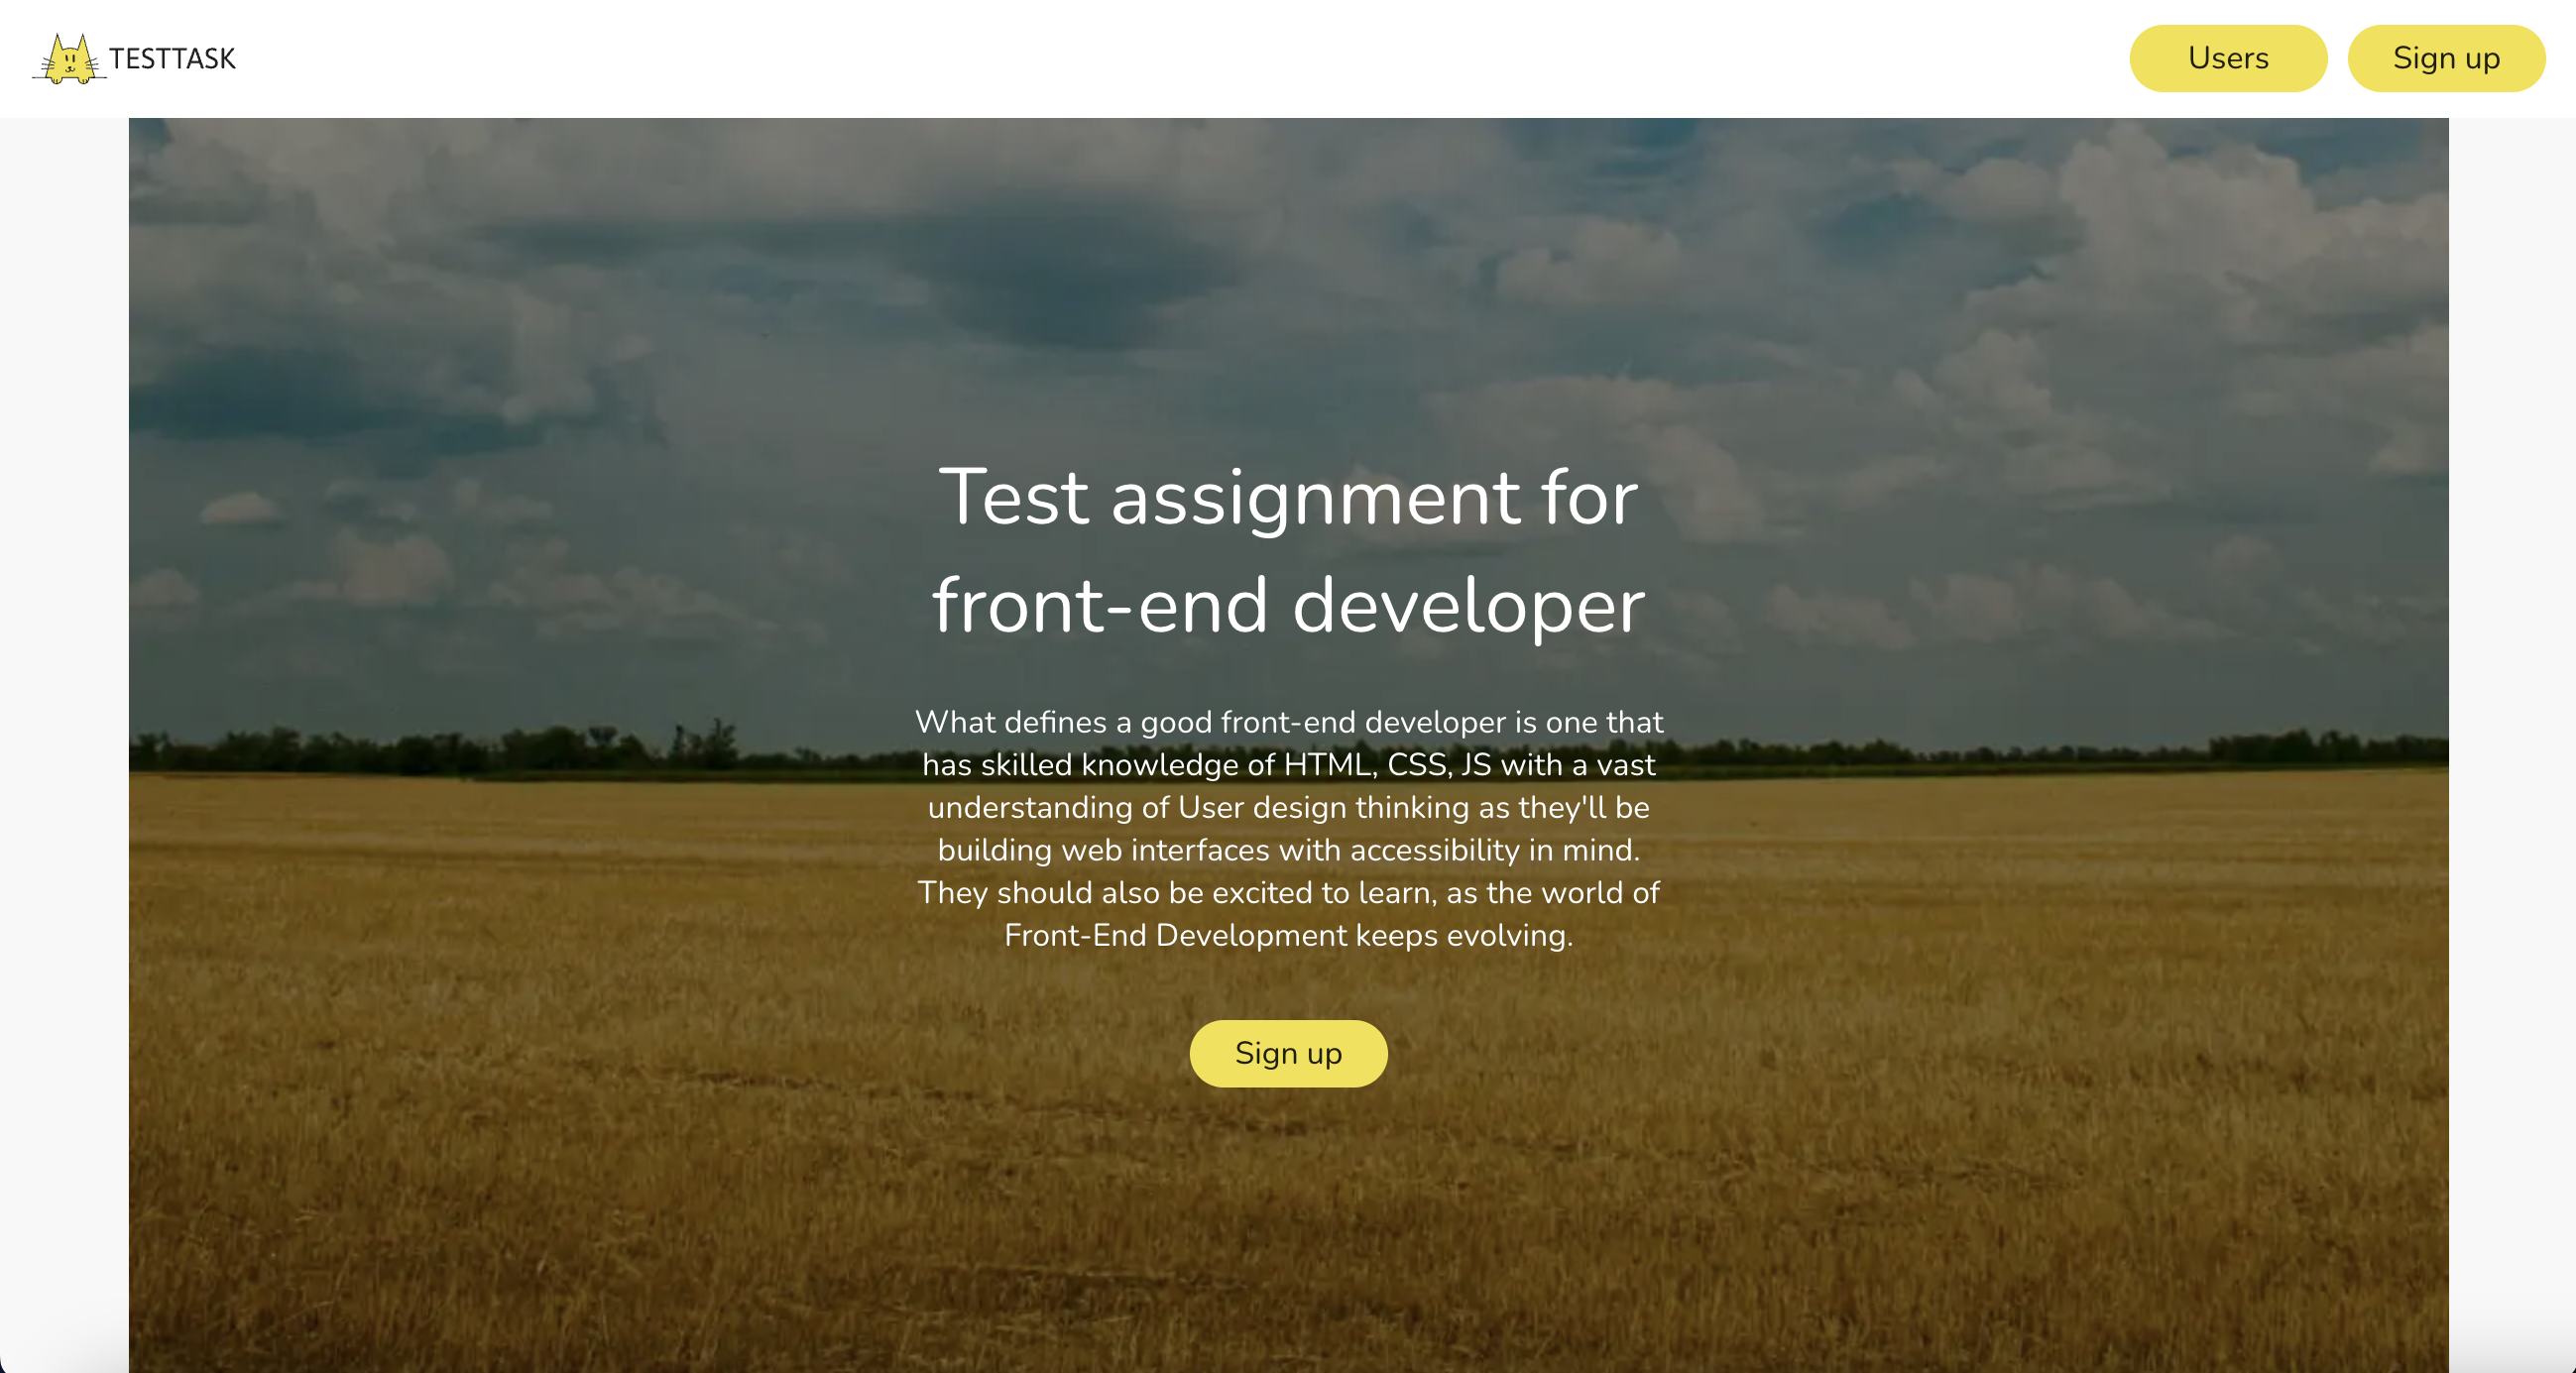 TESTTASK
Users
Sign up
Test assignment for
front-end developer
What defines a good front-end developer is one that
has skilled knowledge of HTML, CSS, JS with a vast
understanding of User design thinking as they'll be
building web interfaces with accessibility in mind.
They should also be excited to learn, as the world of
Front-End Development keeps evolving.
Sign up